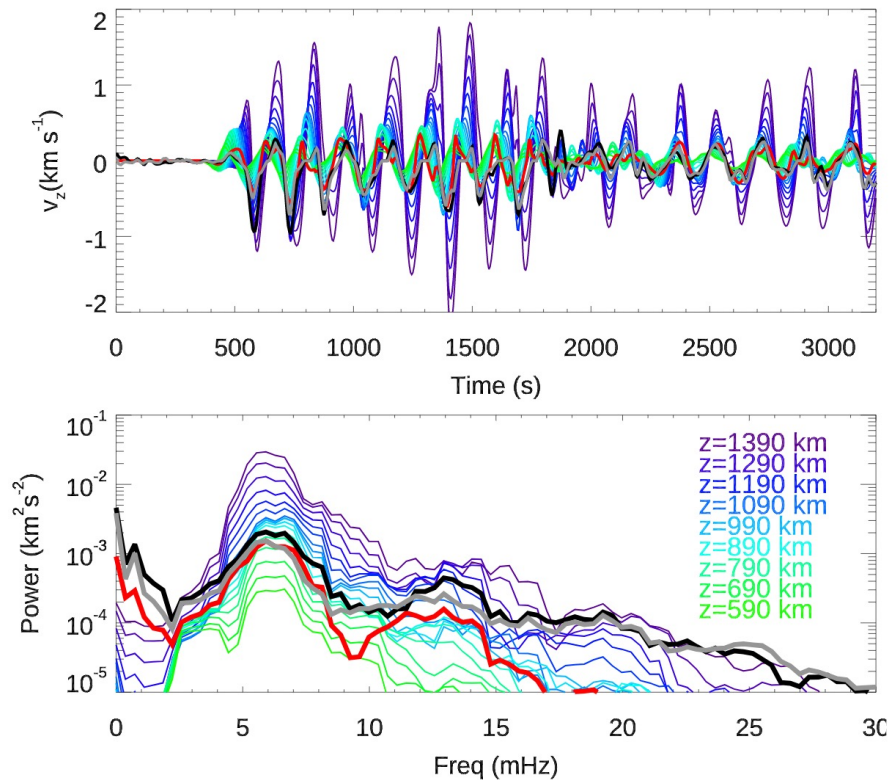 2
1
0
-1
-2
v_z(km s^-1)
0 500 1000 1500 2000 2500 3000
Time (s)
10^-1
10^-2
10^-3
10^-4
10^-5
Power (km^2 s^-2)
z=1390 km
z=1290 km
z=1190 km
z=1090 km
z=990 km
z=890 km
z=790 km
z=690 km
z=590 km
0 5 10 15 20 25 30
Freq (mHz)